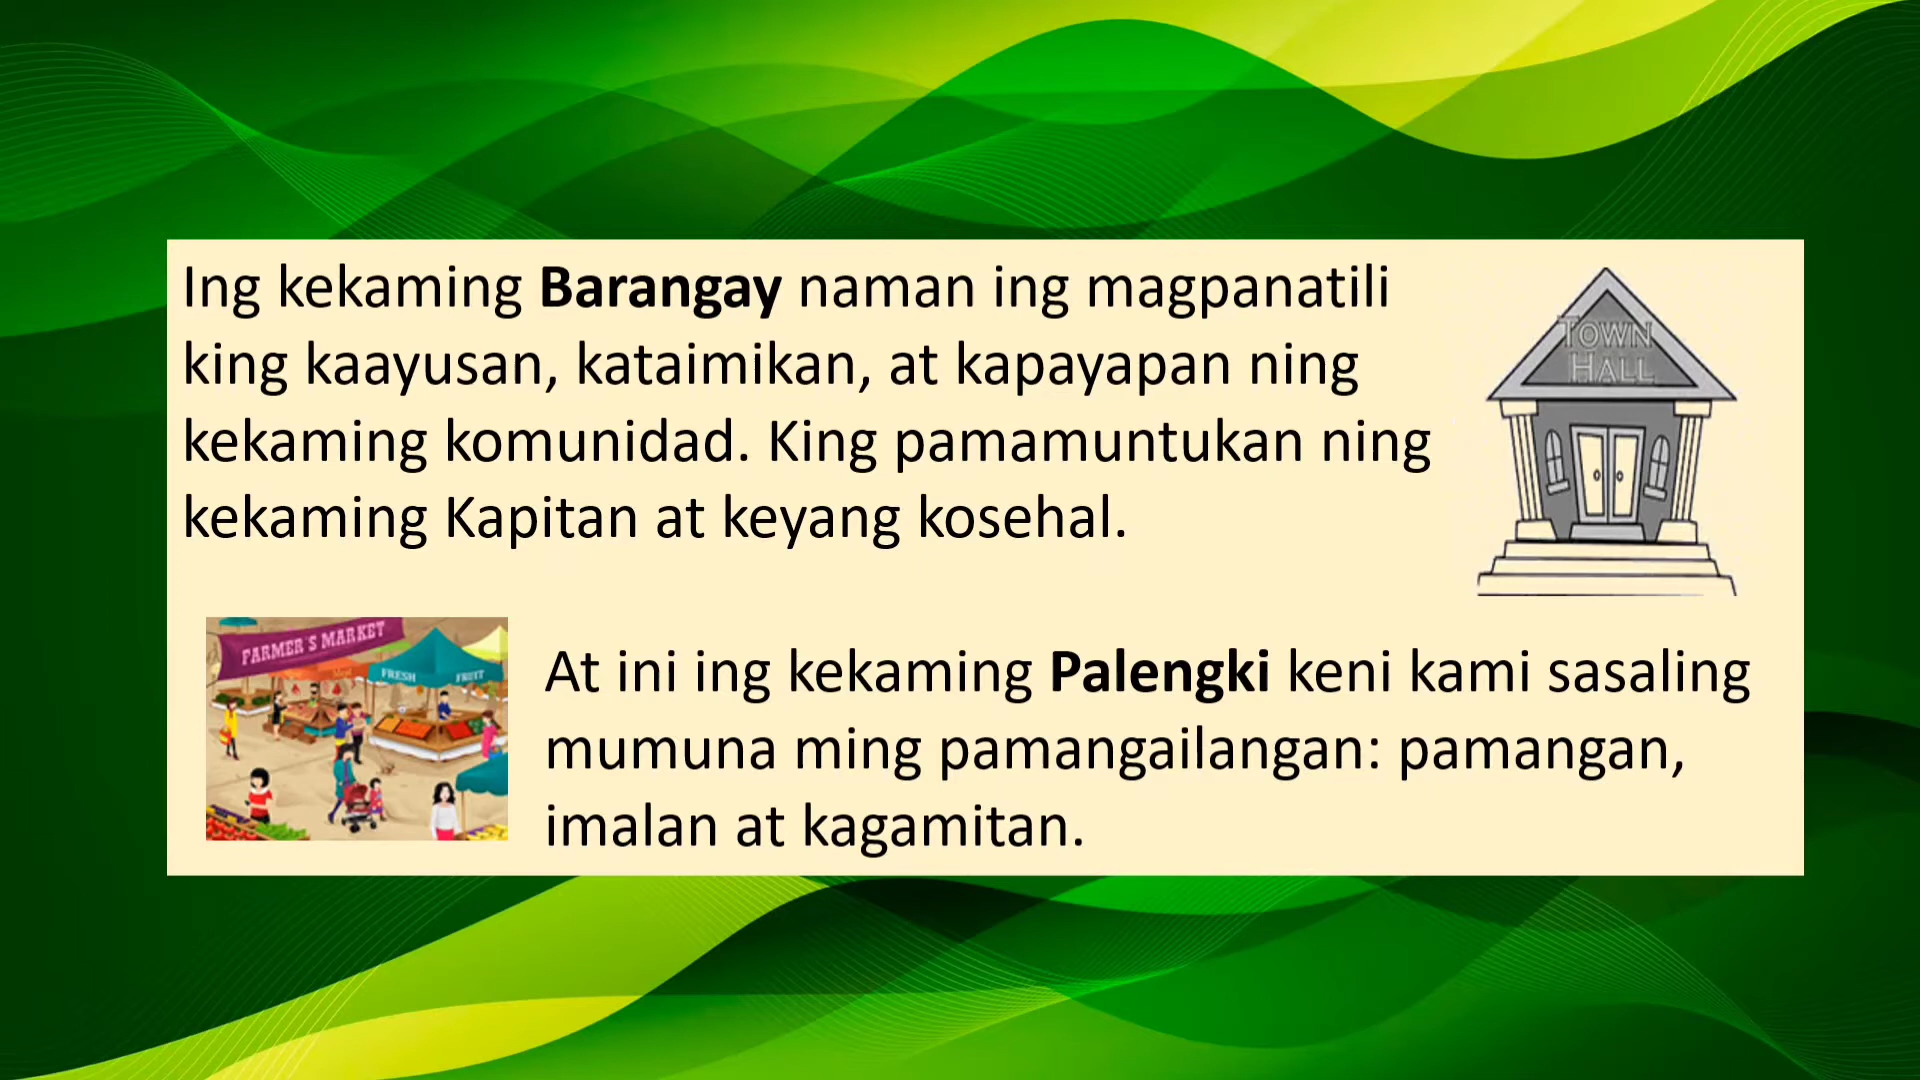 Ing kekaming Barangay naman ing magpanatili
king kaayusan, kataimikan, at kapayapan ning
kekaming komunidad. King pamamuntukan ning
kekaming Kapitan at keyang kosehal.
TOWN
HALL
FARMER'S MARKET
FRESH
FRUIT
At ini ing kekaming Palengki keni kami sasaling
mumuna ming pamangailangan: pamangan,
imalan at kagamitan.